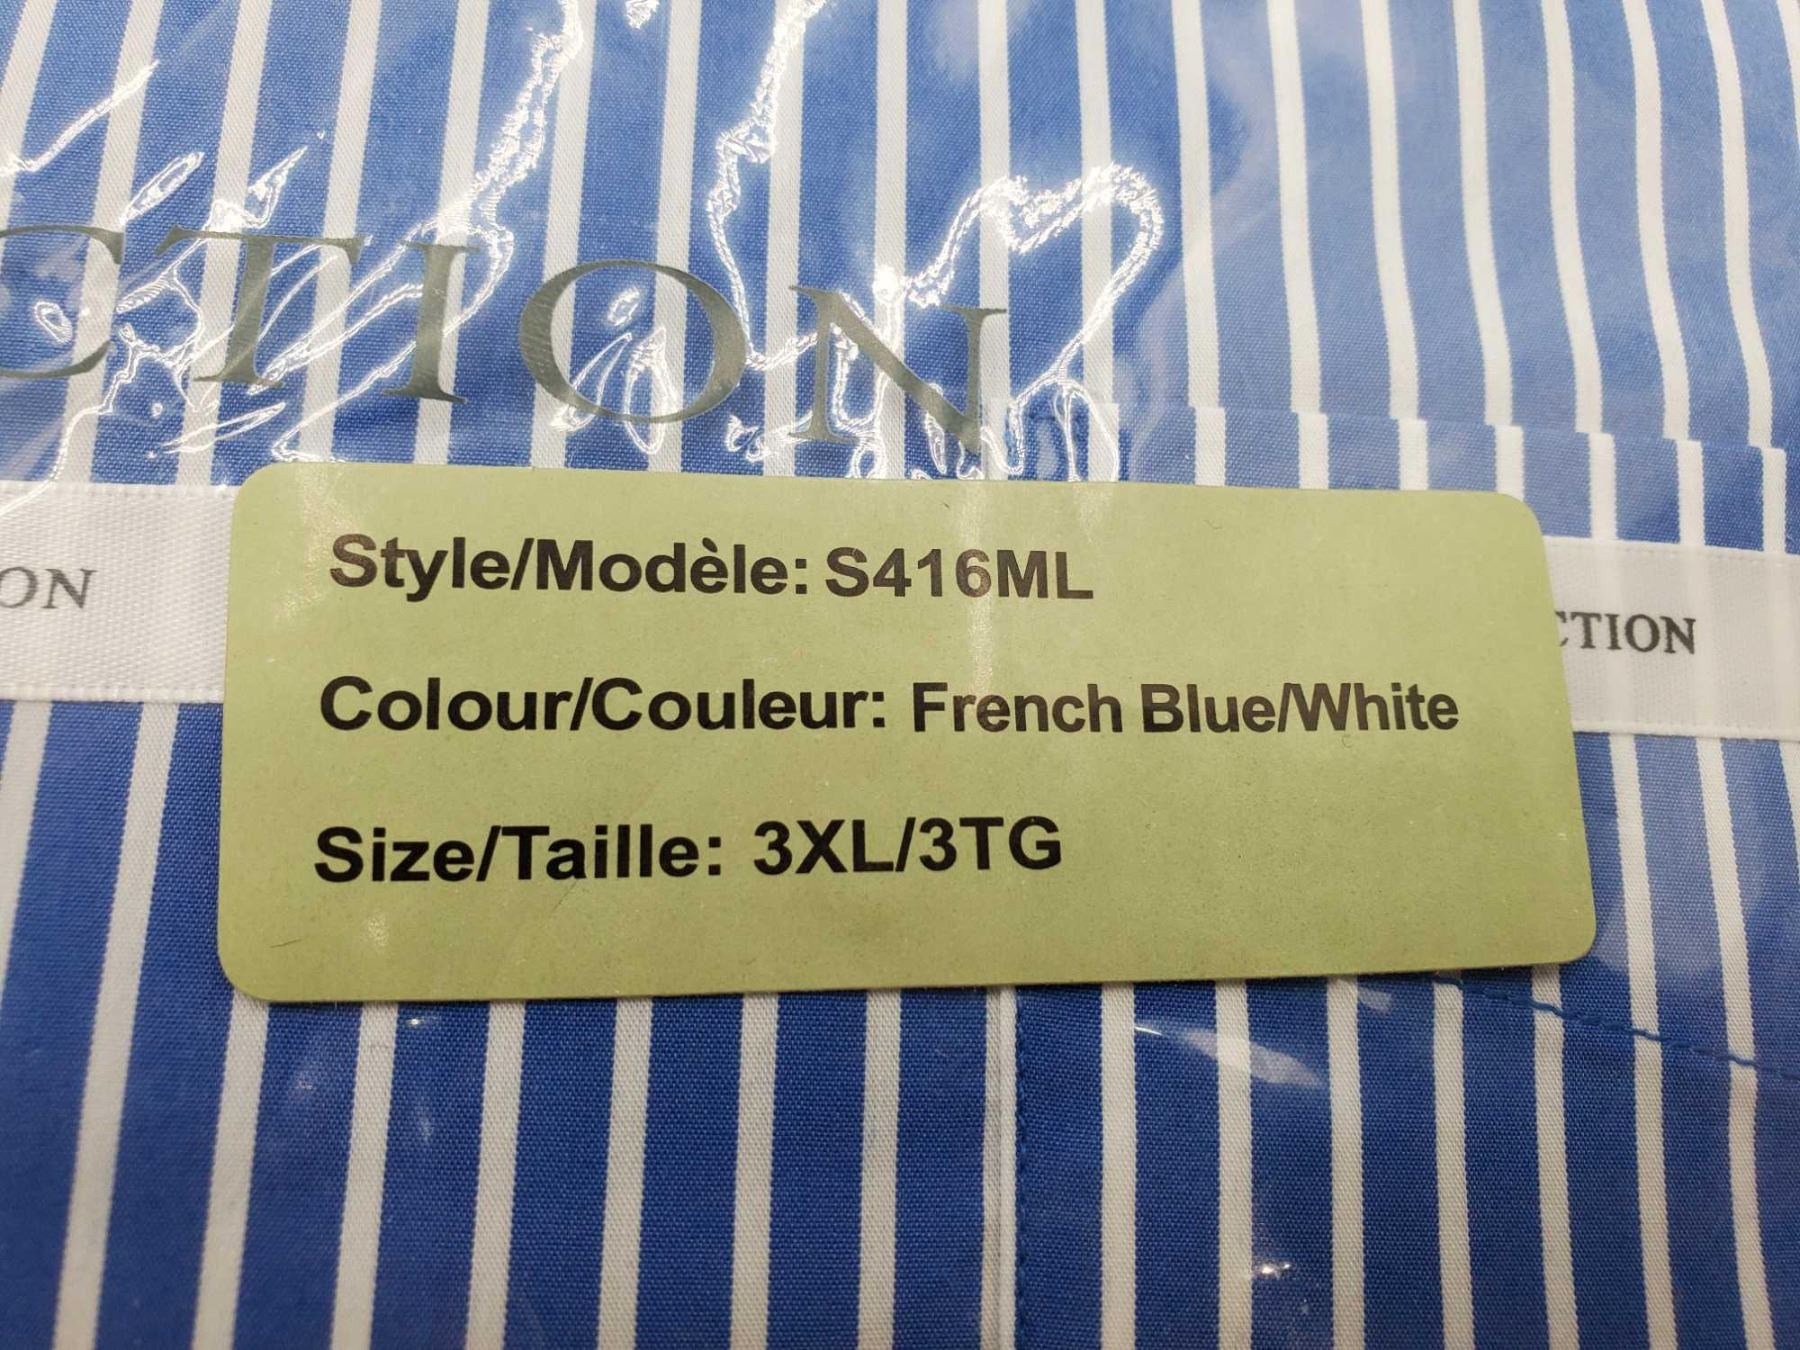 CTION
ON
CTION
Style/Modèle: S416ML
Colour/Couleur: French Blue/White
Size/Taille: 3XL/3TG